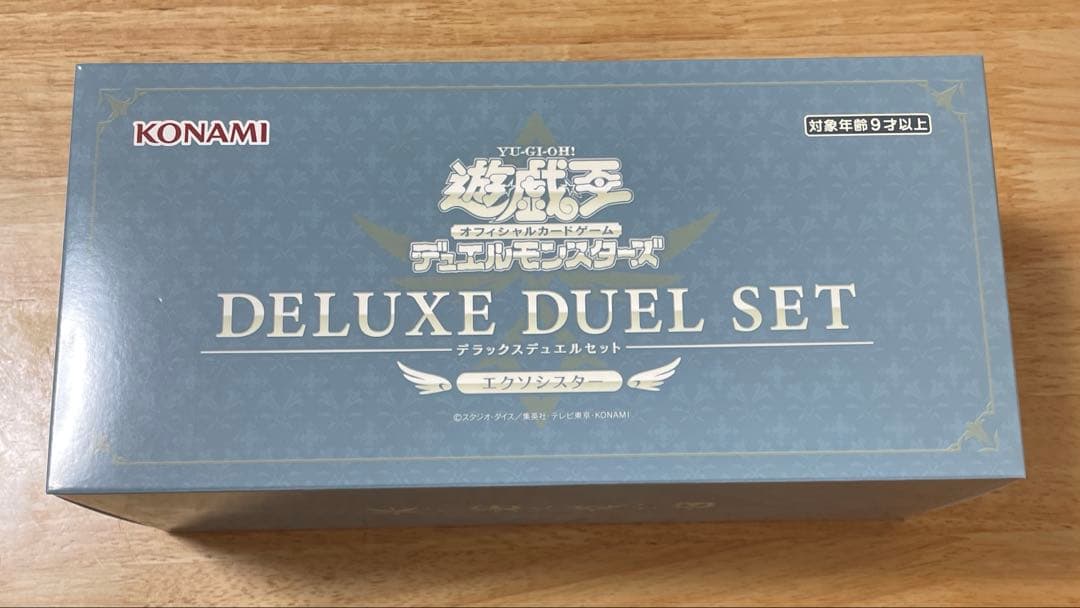 KONAMI
対象年齢9才以上
YU-GI-OH!
遊戯王
オフィシャルカードゲーム
デュエルモンスターズ
DELUXE DUEL SET
デラックスデュエルセット
エクソシスター
©スタジオ・ダイス／集英社・テレビ東京・KONAMI